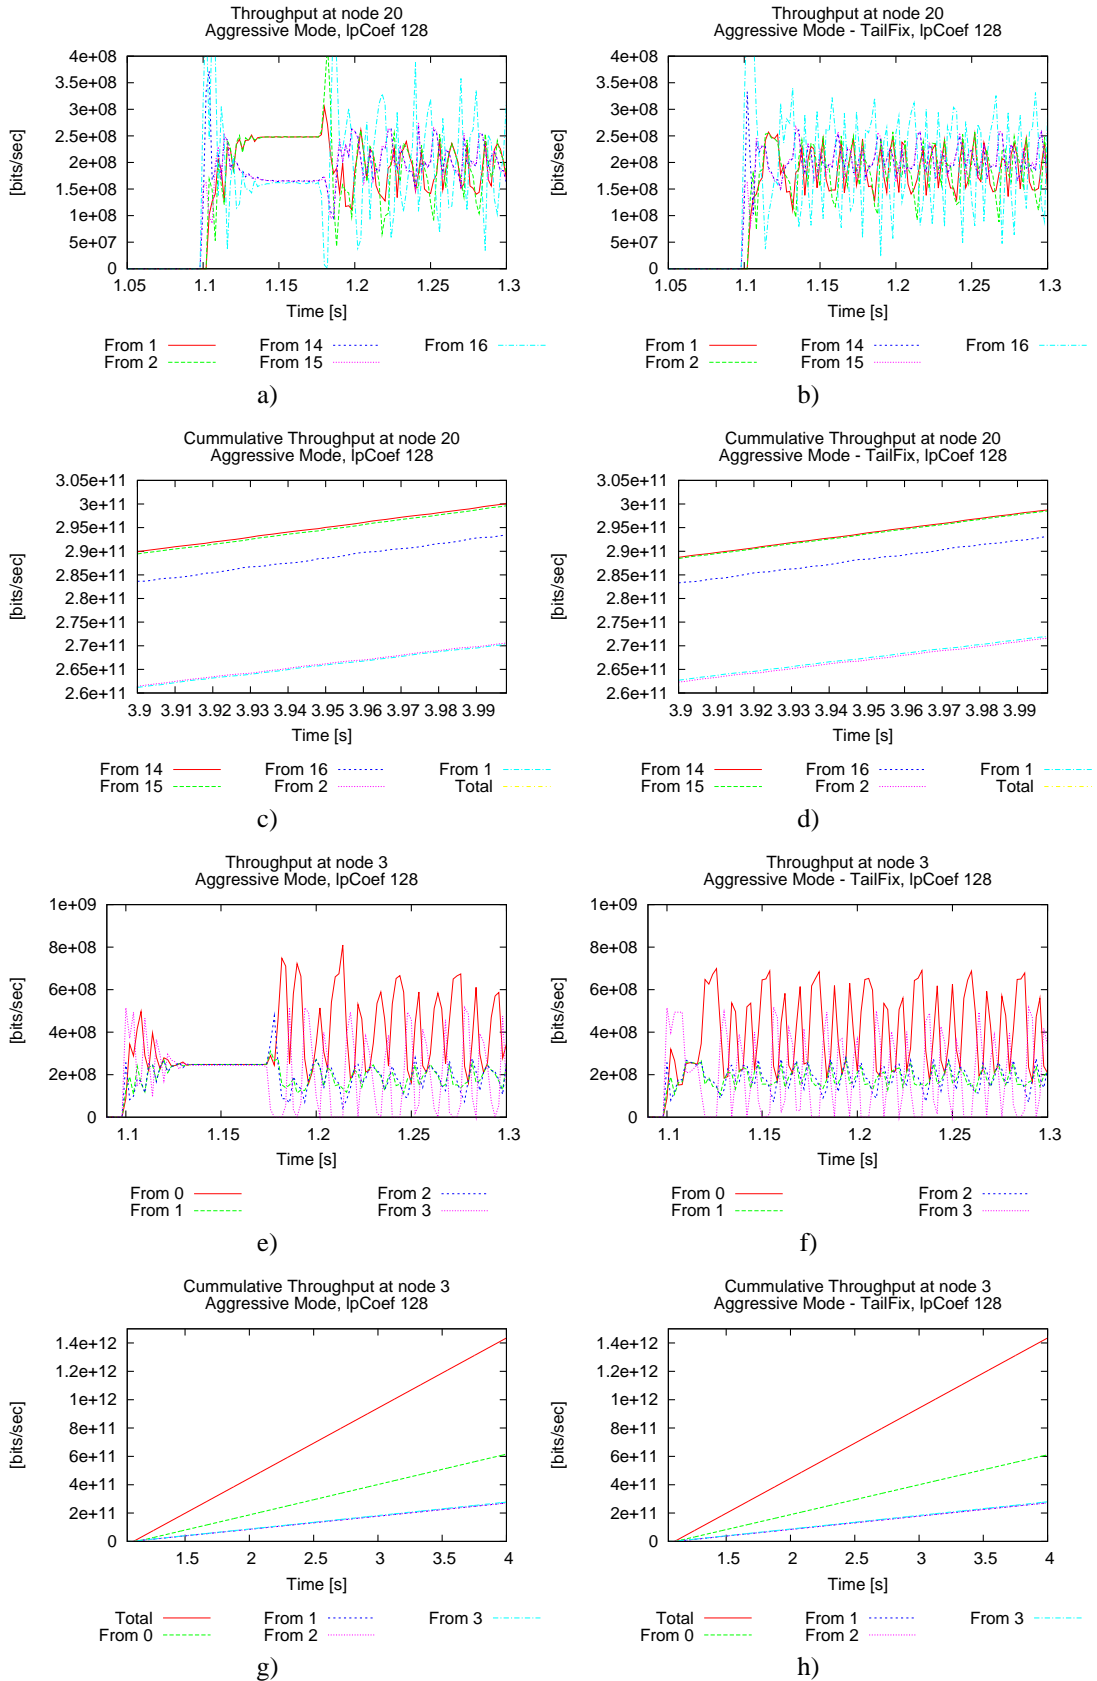 Throughput at node 20
Aggressive Mode, lpCoef 128
4e+08
3.5e+08
3e+08
2.5e+08
2e+08
1.5e+08
1e+08
5e+07
0
[bits/sec]
1.05 1.1 1.15 1.2 1.25 1.3
Time [s]
From 1 From 14 From 16
From 2 From 15
a)
Throughput at node 20
Aggressive Mode - TailFix, lpCoef 128
4e+08
3.5e+08
3e+08
2.5e+08
2e+08
1.5e+08
1e+08
5e+07
0
[bits/sec]
1.05 1.1 1.15 1.2 1.25 1.3
Time [s]
From 1 From 14 From 16
From 2 From 15
b)
Cummulative Throughput at node 20
Aggressive Mode, lpCoef 128
3.05e+11
3e+11
2.95e+11
2.9e+11
2.85e+11
2.8e+11
2.75e+11
2.7e+11
2.65e+11
2.6e+11
[bits/sec]
3.9 3.91 3.92 3.93 3.94 3.95 3.96 3.97 3.98 3.99
Time [s]
From 14 From 16 From 1
From 15 From 2 Total
c)
Cummulative Throughput at node 20
Aggressive Mode - TailFix, lpCoef 128
3.05e+11
3e+11
2.95e+11
2.9e+11
2.85e+11
2.8e+11
2.75e+11
2.7e+11
2.65e+11
2.6e+11
[bits/sec]
3.9 3.91 3.92 3.93 3.94 3.95 3.96 3.97 3.98 3.99
Time [s]
From 14 From 16 From 1
From 15 From 2 Total
d)
Throughput at node 3
Aggressive Mode, lpCoef 128
1e+09
8e+08
6e+08
4e+08
2e+08
0
[bits/sec]
1.1 1.15 1.2 1.25 1.3
Time [s]
From 0 From 2
From 1 From 3
e)
Throughput at node 3
Aggressive Mode - TailFix, lpCoef 128
1e+09
8e+08
6e+08
4e+08
2e+08
0
[bits/sec]
1.1 1.15 1.2 1.25 1.3
Time [s]
From 0 From 2
From 1 From 3
f)
Cummulative Throughput at node 3
Aggressive Mode, lpCoef 128
1.4e+12
1.2e+12
1e+12
8e+11
6e+11
4e+11
2e+11
0
[bits/sec]
1.5 2 2.5 3 3.5 4
Time [s]
Total From 1 From 3
From 0 From 2
g)
Cummulative Throughput at node 3
Aggressive Mode - TailFix, lpCoef 128
1.4e+12
1.2e+12
1e+12
8e+11
6e+11
4e+11
2e+11
0
[bits/sec]
1.5 2 2.5 3 3.5 4
Time [s]
Total From 1 From 3
From 0 From 2
h)